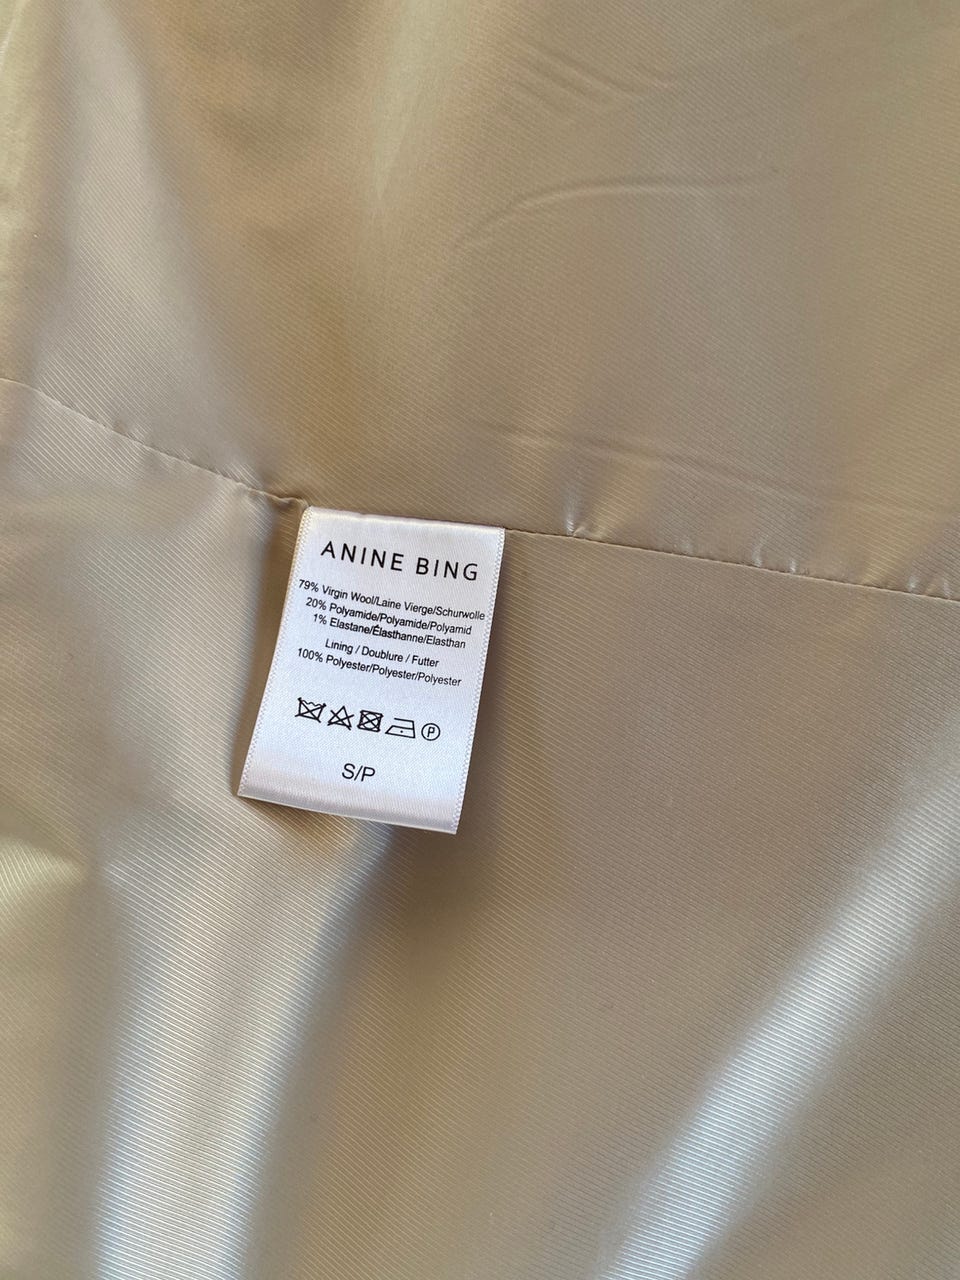 ANINE BING
79% Virgin Wool/Laine Vierge/Schurwolle
20% Polyamide/Polyamide/Polyamid
1% Elastane/Élasthanne/Elasthan
Lining / Doublure / Futter
100% Polyester/Polyester/Polyester
P
S/P